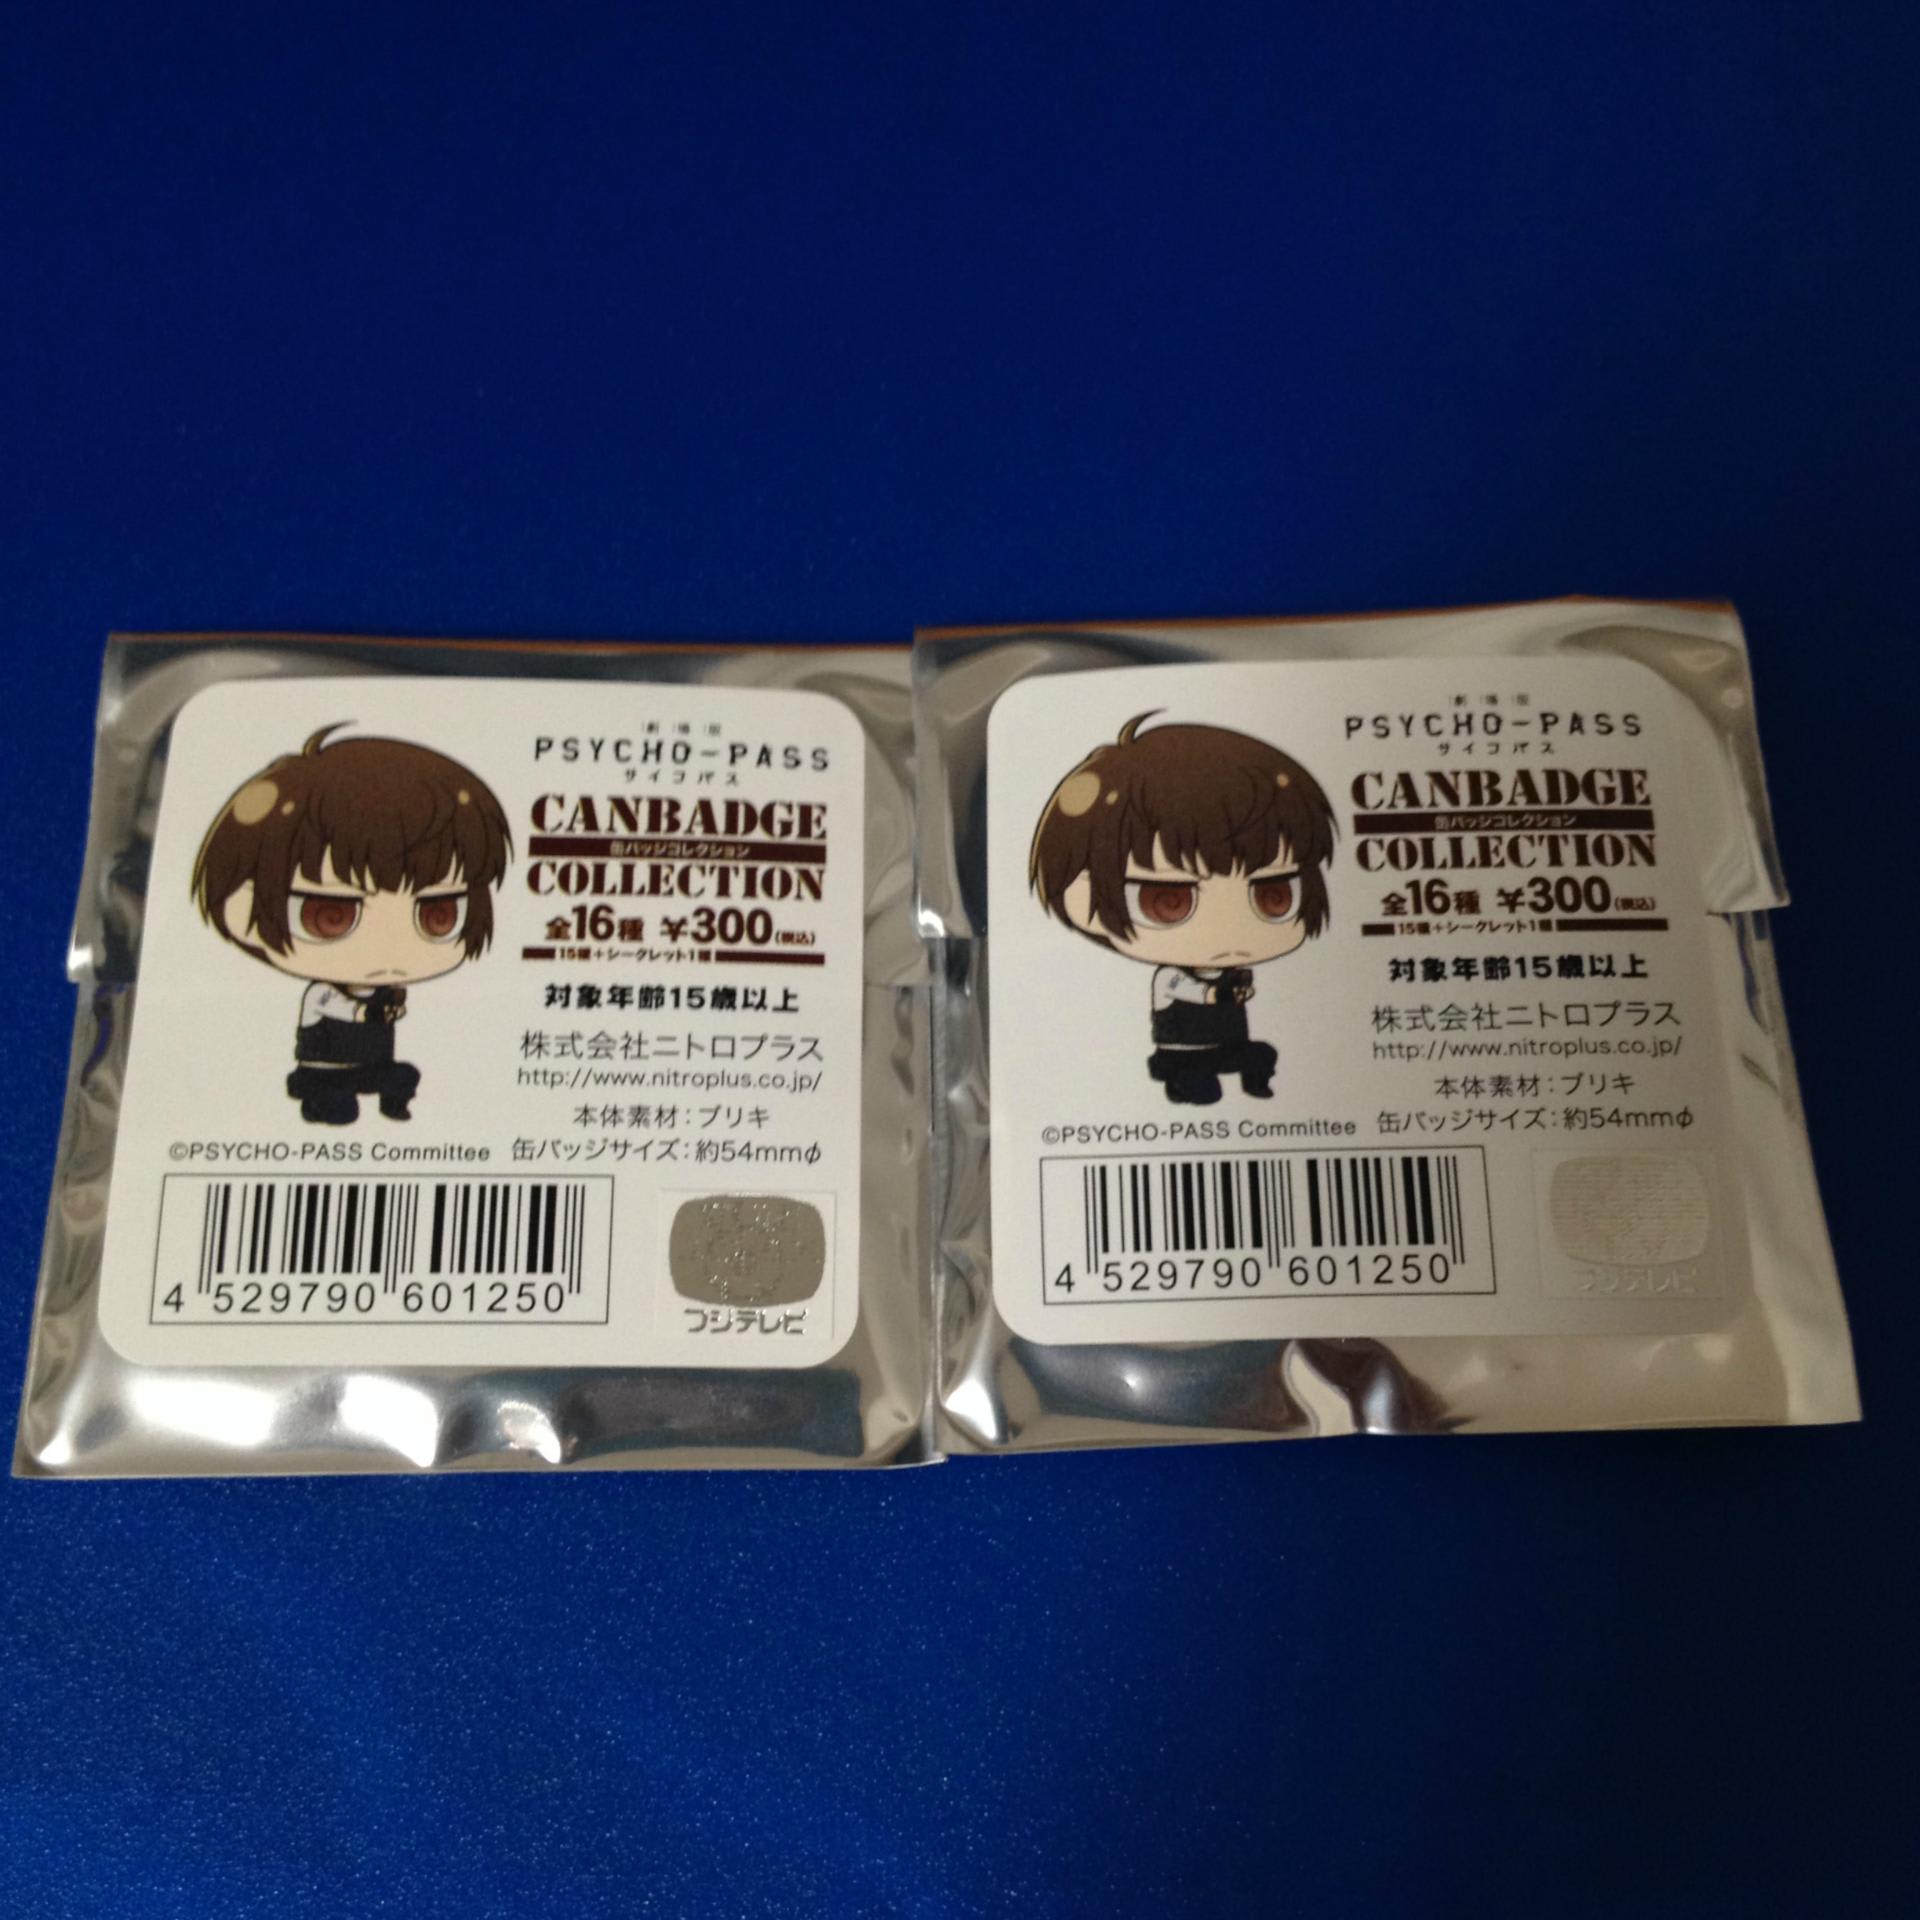 劇場版
PSYCHO-PASS
サイコパス
CANBADGE
缶バッジコレクション
COLLECTION
全16種 ¥300(税込)
15種+シークレット1種
対象年齢15歳以上
株式会社ニトロプラス
http://www.nitroplus.co.jp/
本体素材:ブリキ
缶バッジサイズ:約54mmφ
©PSYCHO-PASS Committee
4 529790 601250
フジテレビ
劇場版
PSYCHO-PASS
サイコパス
CANBADGE
缶バッジコレクション
COLLECTION
全16種 ¥300(税込)
15種+シークレット1種
対象年齢15歳以上
株式会社ニトロプラス
http://www.nitroplus.co.jp/
本体素材:ブリキ
缶バッジサイズ:約54mmφ
©PSYCHO-PASS Committee
4 529790 601250
フジテレビ